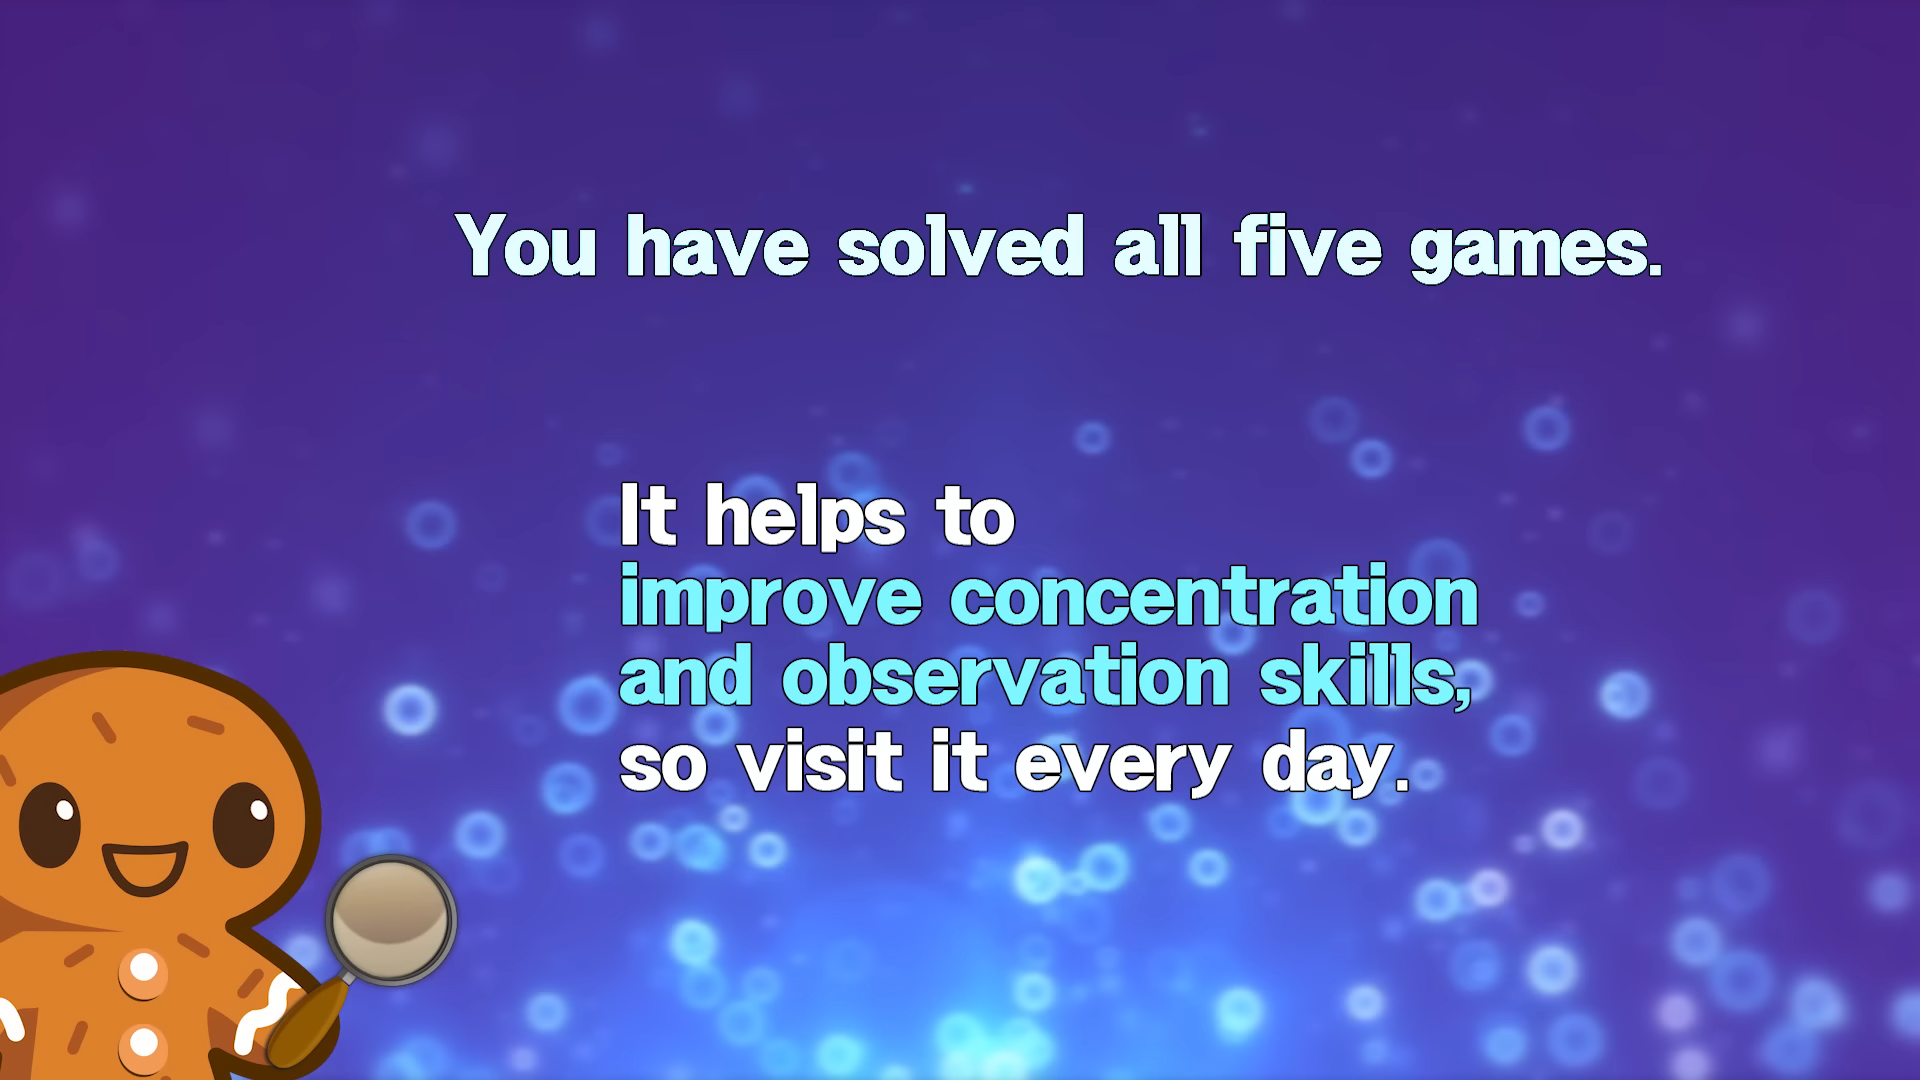 You have solved all five games.
It helps to
improve concentration
and observation skills,
so visit it every day.